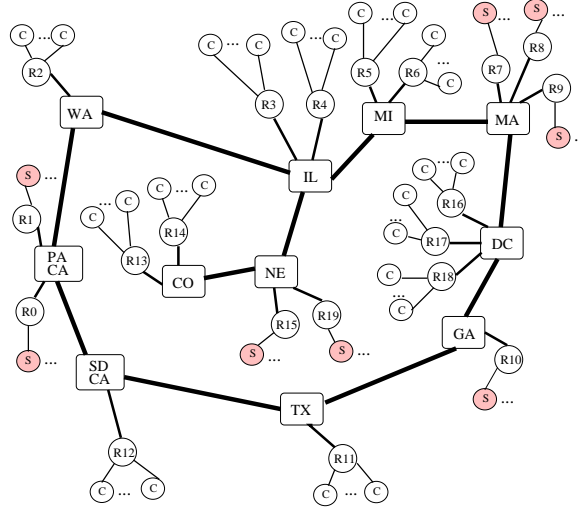 C ... C
C ... C
S ...
S ...
R2
C ... C
C ... C
R5
R6
C
...
C
R7
R8
R9
R3
R4
WA
MI
MA
S ...
S ...
IL
C ... C
R16
R1
C ... C
C ... C
R14
C
...
C
R17
DC
PA
CA
R13
CO
NE
C
R18
...
C
R0
R15
R19
GA
S ...
S ...
S ...
R10
SD
CA
S ...
TX
R12
R11
C ... C
C ... C